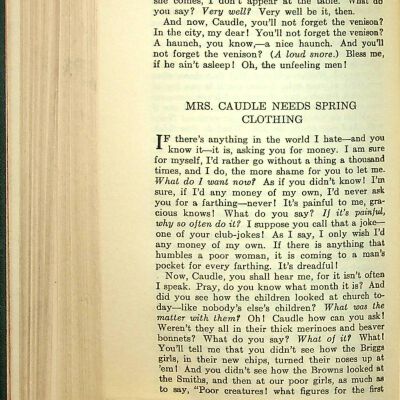 she comes, I don't appear at the table. What do
you say? Very well? Very well be it, then.
And now, Caudle, you'll not forget the venison?
In the city, my dear! You'll not forget the venison?
A haunch, you know,—a nice haunch. And you'll
not forget the venison? (A loud snore.) Bless me,
if he ain't asleep! Oh, the unfeeling men!
MRS. CAUDLE NEEDS SPRING
CLOTHING
IF there's anything in the world I hate—and you
know it—it is, asking you for money. I am sure
for myself, I'd rather go without a thing a thousand
times, and I do, the more shame for you to let me.
What do I want now? As if you didn't know! I'm
sure, if I'd any money of my own, I'd never ask
you for a farthing—never! It's painful to me, gra-
cious knows! What do you say? If it's painful,
why so often do it? I suppose you call that a joke—
one of your club-jokes! As I say, I only wish I'd
any money of my own. If there is anything that
humbles a poor woman, it is coming to a man's
pocket for every farthing. It's dreadful!
Now, Caudle, you shall hear me, for it isn't often
I speak. Pray, do you know what month it is? And
did you see how the children looked at church to-
day—like nobody's else's children? What was the
matter with them? Oh! Caudle how can you ask!
Weren't they all in their thick merinoes and beaver
bonnets? What do you say? What of it? What!
You'll tell me that you didn't see how the Briggs
girls, in their new chips, turned their noses up at
'em! And you didn't see how the Browns looked at
the Smiths, and then at our poor girls, as much as
to say, "Poor creatures! what figures for the first